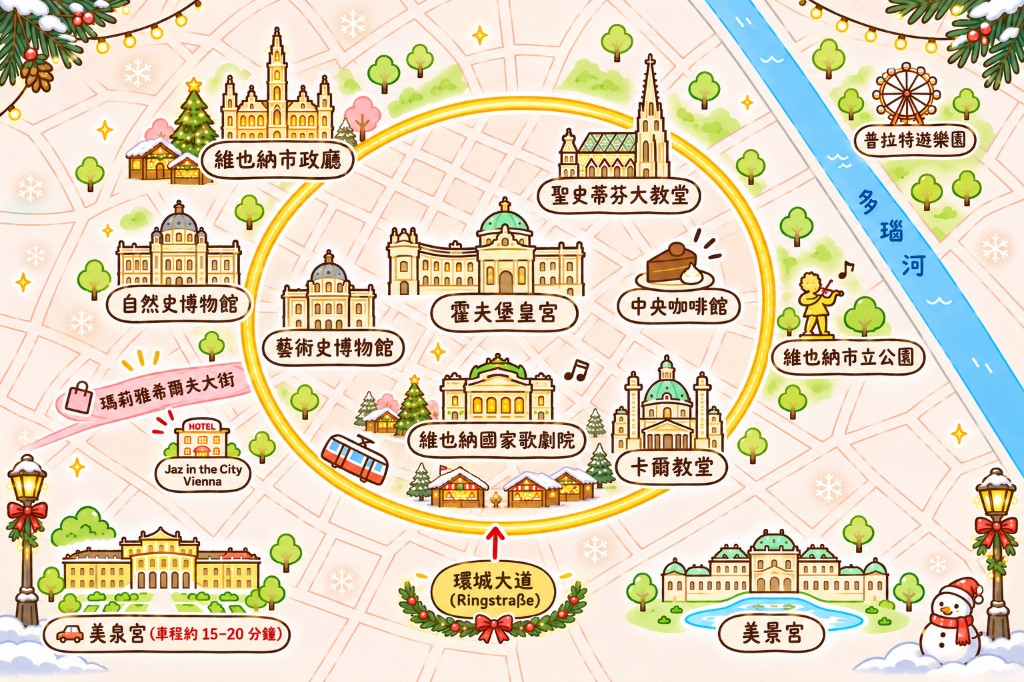 維也納市政廳
聖史蒂芬大教堂
普拉特遊樂園
多瑙河
自然史博物館
藝術史博物館
霍夫堡皇宮
中央咖啡館
維也納市立公園
瑪莉雅希爾夫大街
HOTEL
Jaz in the City
Vienna
維也納國家歌劇院
卡爾教堂
環城大道
(Ringstraße)
美泉宮(車程約 15–20 分鐘)
美景宮